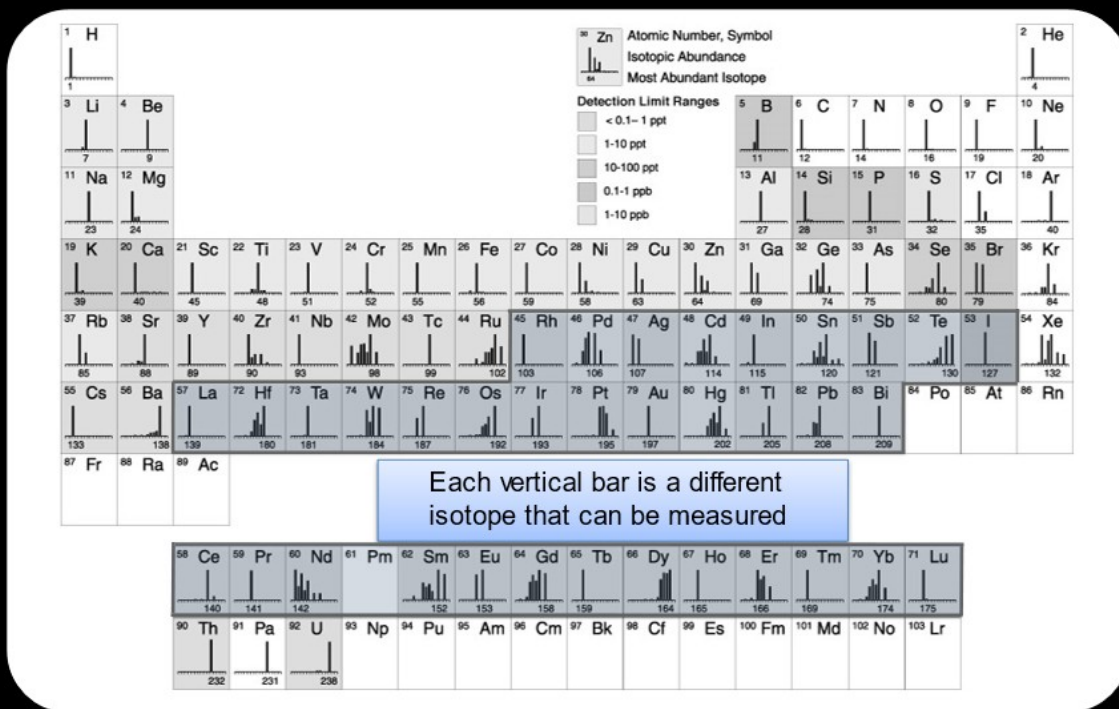 1 H 2 He
1 4
30 Zn Atomic Number, Symbol
Isotopic Abundance
64 Most Abundant Isotope
Detection Limit Ranges
< 0.1– 1 ppt
1-10 ppt
10-100 ppt
0.1-1 ppb
1-10 ppb
3 Li 4 Be 5 B 6 C 7 N 8 O 9 F 10 Ne
7 9 11 12 14 16 19 20
11 Na 12 Mg 13 Al 14 Si 15 P 16 S 17 Cl 18 Ar
23 24 27 28 31 32 35 40
19 K 20 Ca 21 Sc 22 Ti 23 V 24 Cr 25 Mn 26 Fe 27 Co 28 Ni 29 Cu 30 Zn 31 Ga 32 Ge 33 As 34 Se 35 Br 36 Kr
39 40 45 48 51 52 55 56 59 58 63 64 69 74 75 80 79 84
37 Rb 38 Sr 39 Y 40 Zr 41 Nb 42 Mo 43 Tc 44 Ru 45 Rh 46 Pd 47 Ag 48 Cd 49 In 50 Sn 51 Sb 52 Te 53 I 54 Xe
85 88 89 90 93 98 99 102 103 106 107 114 115 120 121 130 127 132
55 Cs 56 Ba 57 La 72 Hf 73 Ta 74 W 75 Re 76 Os 77 Ir 78 Pt 79 Au 80 Hg 81 Tl 82 Pb 83 Bi 84 Po 85 At 86 Rn
133 138 139 180 181 184 187 192 193 195 197 202 205 208 209
87 Fr 88 Ra 89 Ac
Each vertical bar is a different
isotope that can be measured
58 Ce 59 Pr 60 Nd 61 Pm 62 Sm 63 Eu 64 Gd 65 Tb 66 Dy 67 Ho 68 Er 69 Tm 70 Yb 71 Lu
140 141 142 152 153 158 159 164 165 166 169 174 175
90 Th 91 Pa 92 U 93 Np 94 Pu 95 Am 96 Cm 97 Bk 98 Cf 99 Es 100 Fm 101 Md 102 No 103 Lr
232 231 238